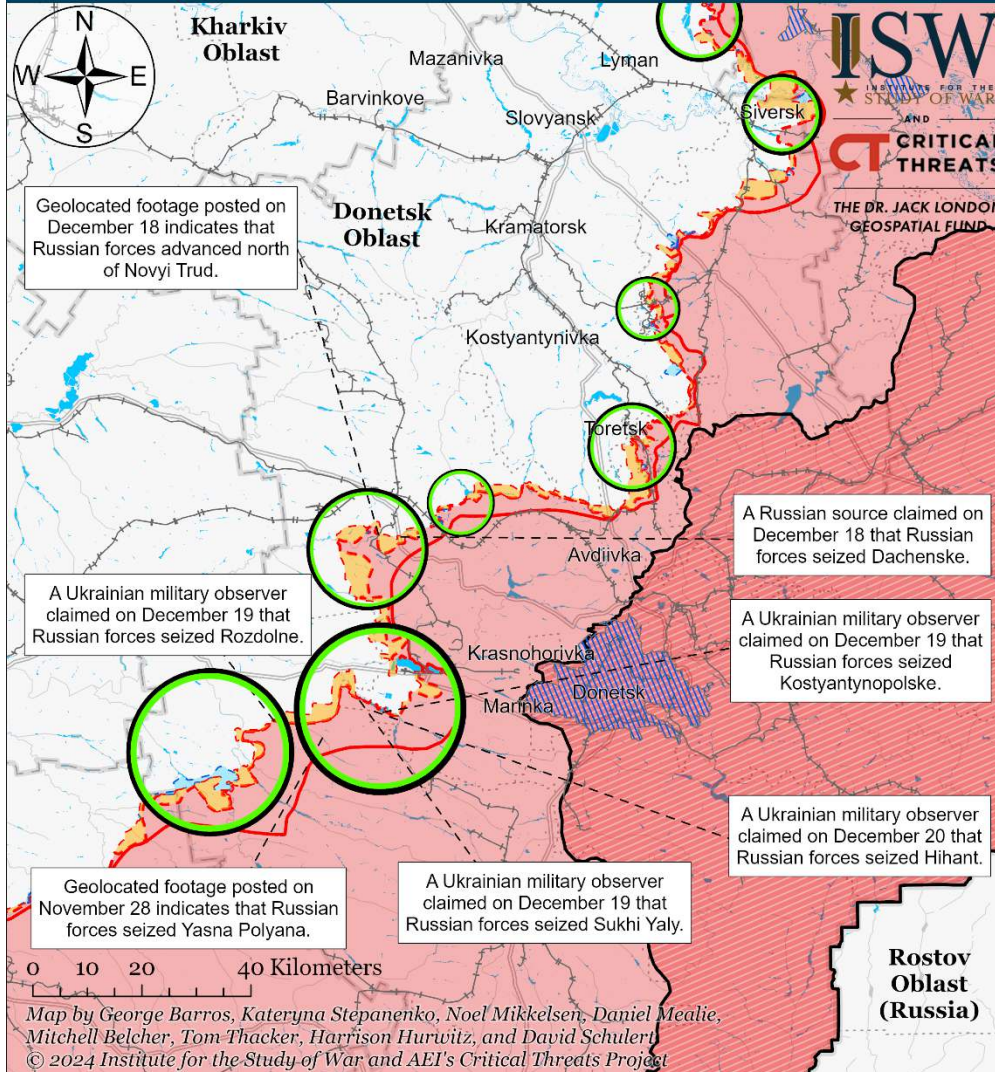 N
W E
S
Kharkiv
Oblast
Mazanivka
Lyman
Barvinkove
Slovyansk
Siversk
ISW
INSTITUTE FOR THE
STUDY OF WAR
AND
CT CRITICAL
THREATS
THE DR. JACK LONDON
GEOSPATIAL FUND
Geolocated footage posted on
December 18 indicates that
Russian forces advanced north
of Novyi Trud.
Donetsk
Oblast
Kramatorsk
Kostyantynivka
Toretsk
A Russian source claimed on
December 18 that Russian
forces seized Dachenske.
Avdiivka
A Ukrainian military observer
claimed on December 19 that
Russian forces seized Rozdolne.
A Ukrainian military observer
claimed on December 19 that
Russian forces seized
Kostyantynopolske.
Krasnohorivka
Donetsk
Marinka
A Ukrainian military observer
claimed on December 20 that
Russian forces seized Hihant.
Geolocated footage posted on
November 28 indicates that Russian
forces seized Yasna Polyana.
A Ukrainian military observer
claimed on December 19 that
Russian forces seized Sukhi Yaly.
Rostov
Oblast
(Russia)
0 10 20 40 Kilometers
Map by George Barros, Kateryna Stepanenko, Noel Mikkelsen, Daniel Mealie,
Mitchell Belcher, Tom Thacker, Harrison Hurwitz, and David Schulert
© 2024 Institute for the Study of War and AEI's Critical Threats Project